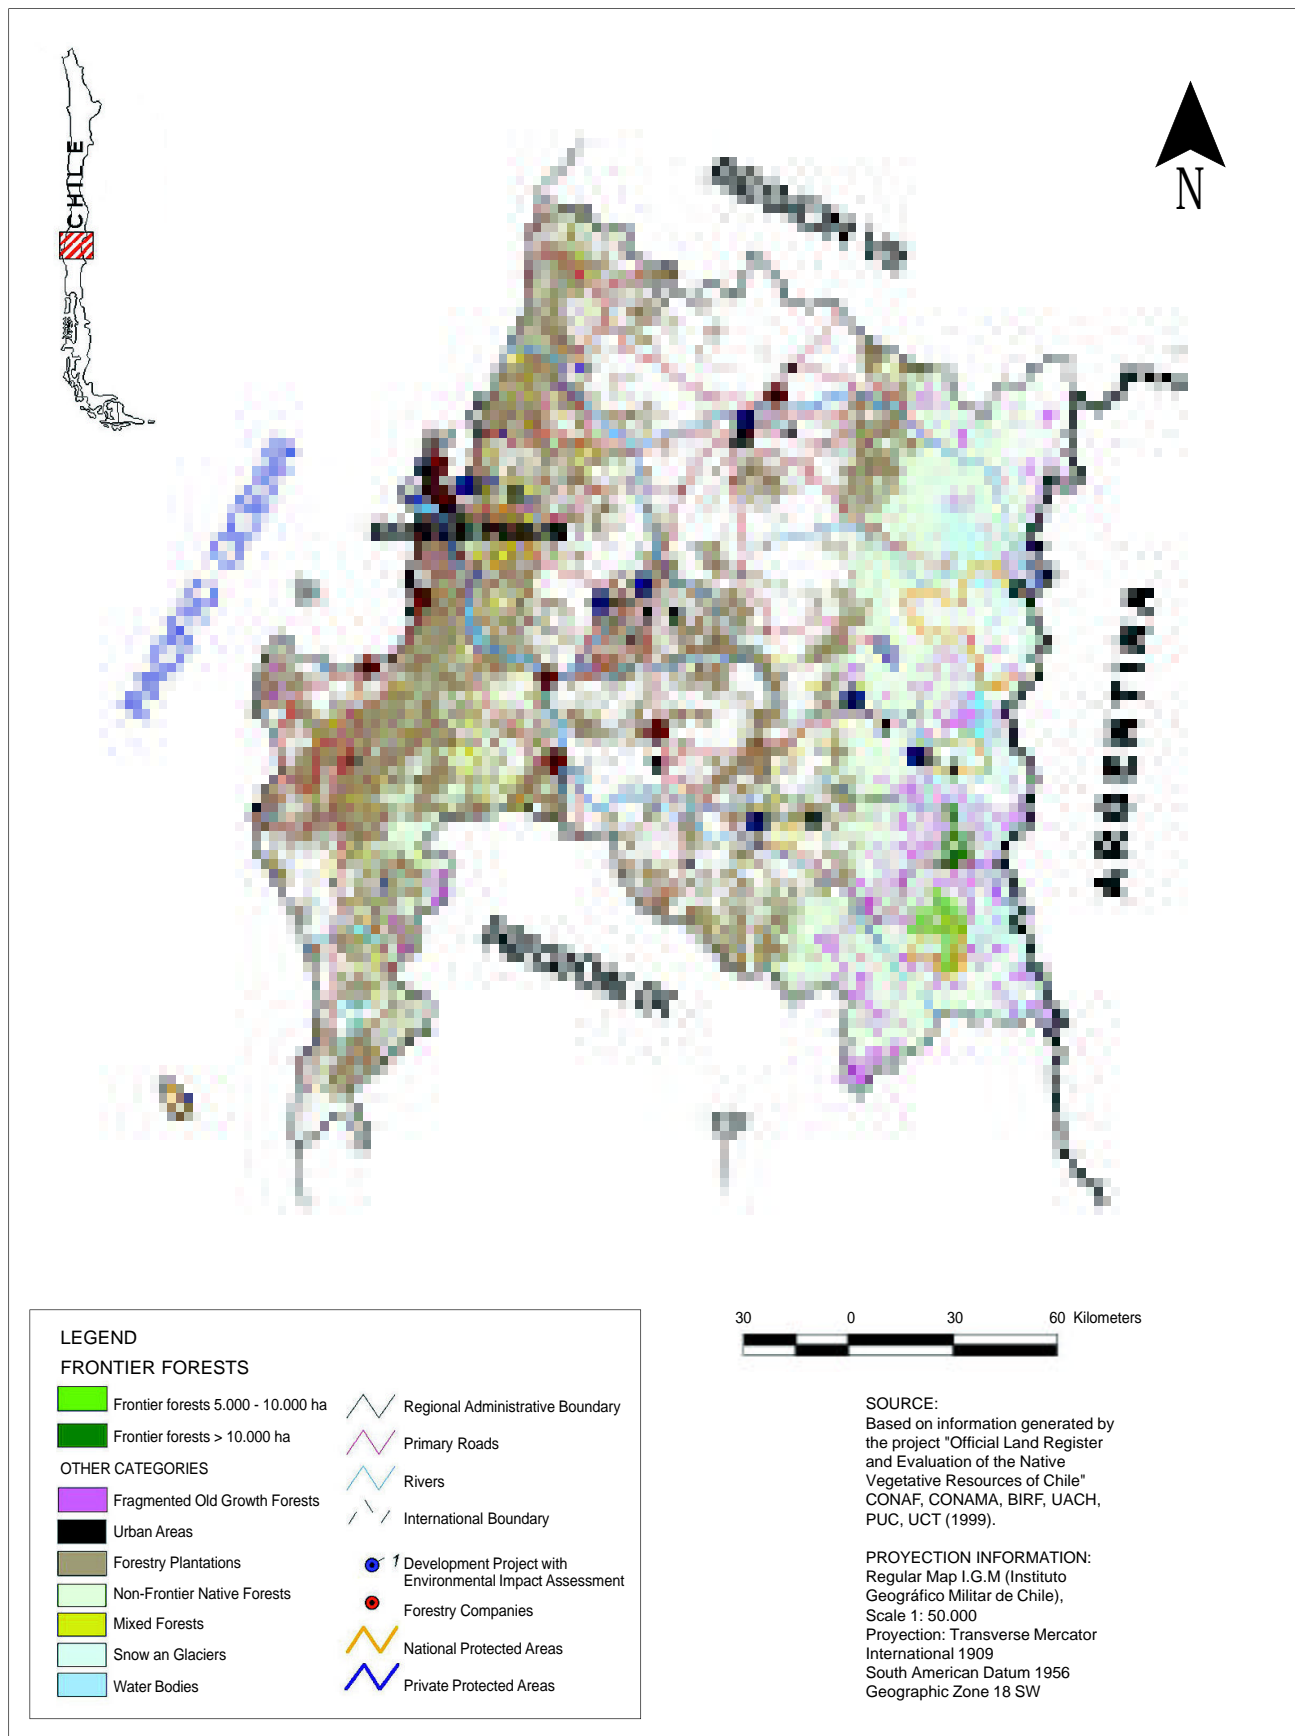 CHILE
N
ARGENTINA
LEGEND
FRONTIER FORESTS
Frontier forests 5.000 - 10.000 ha
Frontier forests > 10.000 ha
OTHER CATEGORIES
Fragmented Old Growth Forests
Urban Areas
Forestry Plantations
Non-Frontier Native Forests
Mixed Forests
Snow an Glaciers
Water Bodies
Regional Administrative Boundary
Primary Roads
Rivers
International Boundary
1 Development Project with
Environmental Impact Assessment
Forestry Companies
National Protected Areas
Private Protected Areas
30 0 30 60 Kilometers
SOURCE:
Based on information generated by
the project "Official Land Register
and Evaluation of the Native
Vegetative Resources of Chile"
CONAF, CONAMA, BIRF, UACH,
PUC, UCT (1999).
PROYECTION INFORMATION:
Regular Map I.G.M (Instituto
Geográfico Militar de Chile),
Scale 1: 50.000
Proyection: Transverse Mercator
International 1909
South American Datum 1956
Geographic Zone 18 SW